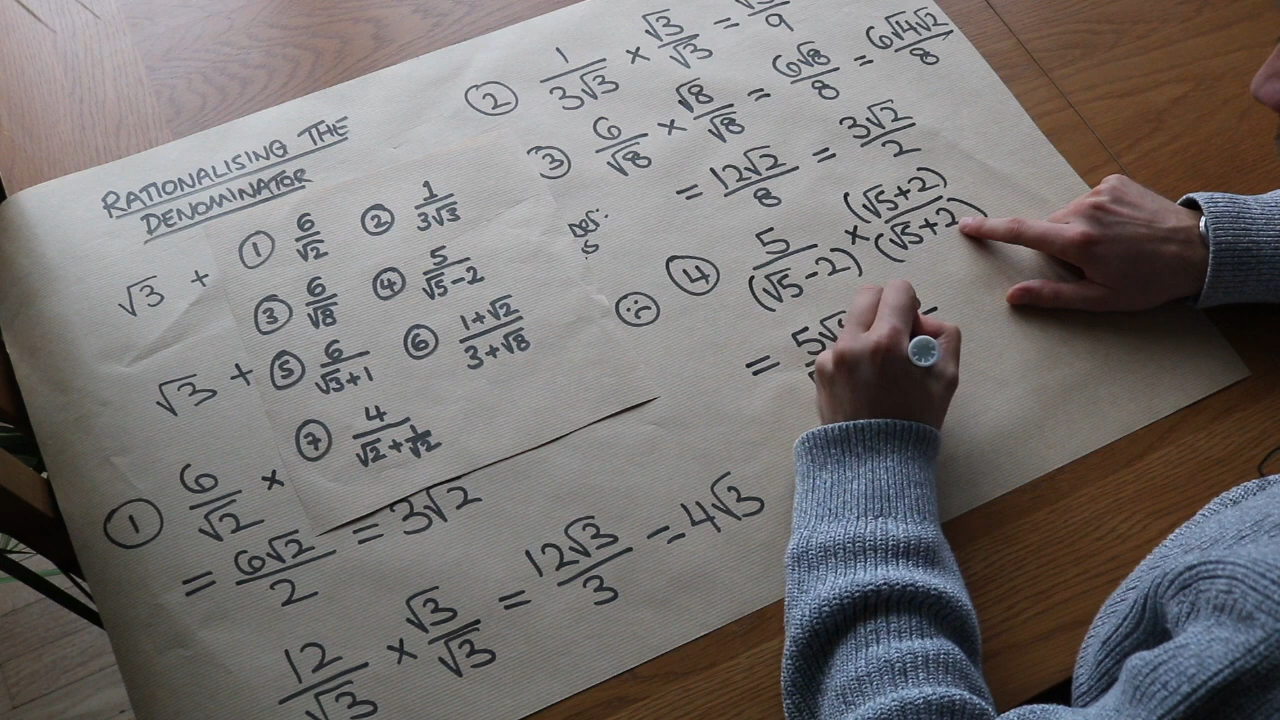 RATIONALISING THE
DENOMINATOR
√3 +
√3 +
① 6/√2 ② 1/(3√3)
③ 6/√8 ④ 5/(√5-2)
⑤ 6/(√3+1) ⑥ (1+√2)/(3+√8)
⑦ 4/(√2+1/√2)
① 6/√2 ×
= 6√2/2 = 3√2
12/√3 × √3/√3 = 12√3/3 = 4√3
② 1/(3√3) × √3/√3 = √3/9
③ 6/√8 × √8/√8 = 6√8/8 = 6√4√2/8
= 12√2/8 = 3√2/2
④ 5/(√5-2) × (√5+2)/(√5+2)
= 5√